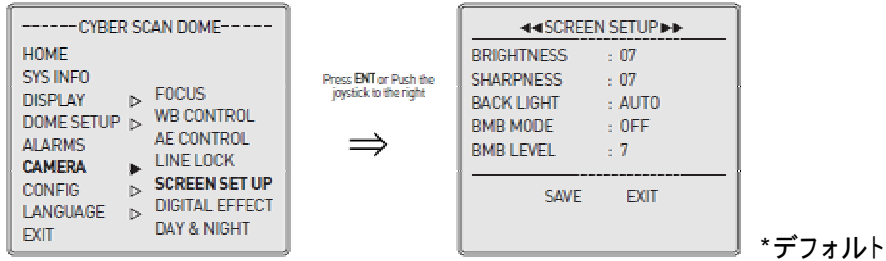 ------CYBER SCAN DOME-----
HOME
SYS INFO
DISPLAY ▷
DOME SETUP ▷
ALARMS
CAMERA ▶
CONFIG ▷
LANGUAGE ▷
EXIT
FOCUS
WB CONTROL
AE CONTROL
LINE LOCK
SCREEN SET UP
DIGITAL EFFECT
DAY & NIGHT
Press ENT or Push the
joystick to the right
⇒
◀◀SCREEN SETUP▶▶
BRIGHTNESS : 07
SHARPNESS : 07
BACK LIGHT : AUTO
BMB MODE : OFF
BMB LEVEL : 7
SAVE EXIT
*デフォルト